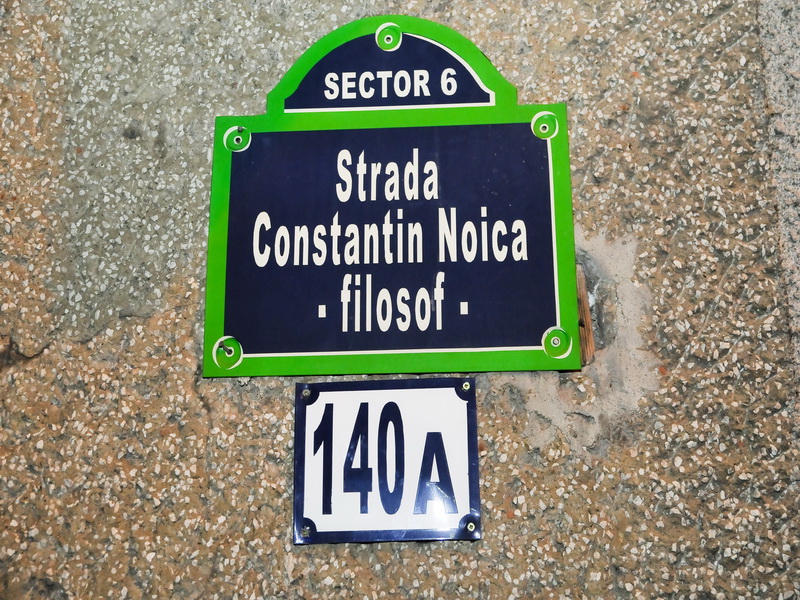 SECTOR 6
Strada
Constantin Noica
- filosof -
140A